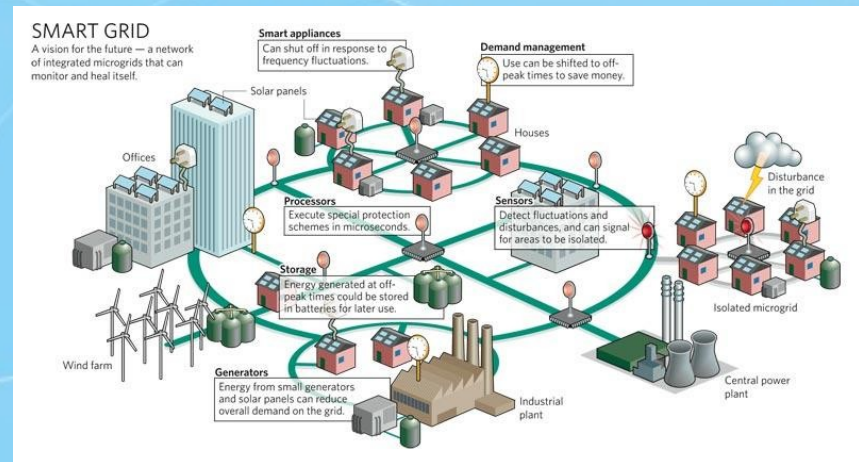 SMART GRID
A vision for the future — a network
of integrated microgrids that can
monitor and heal itself.
Smart appliances
Can shut off in response to
frequency fluctuations.
Demand management
Use can be shifted to off-
peak times to save money.
Solar panels
Houses
Offices
Disturbance
in the grid
Processors
Execute special protection
schemes in microseconds.
Sensors
Detect fluctuations and
disturbances, and can signal
for areas to be isolated.
Storage
Energy generated at off-
peak times could be stored
in batteries for later use.
Isolated microgrid
Wind farm
Generators
Energy from small generators
and solar panels can reduce
overall demand on the grid.
Industrial
plant
Central power
plant